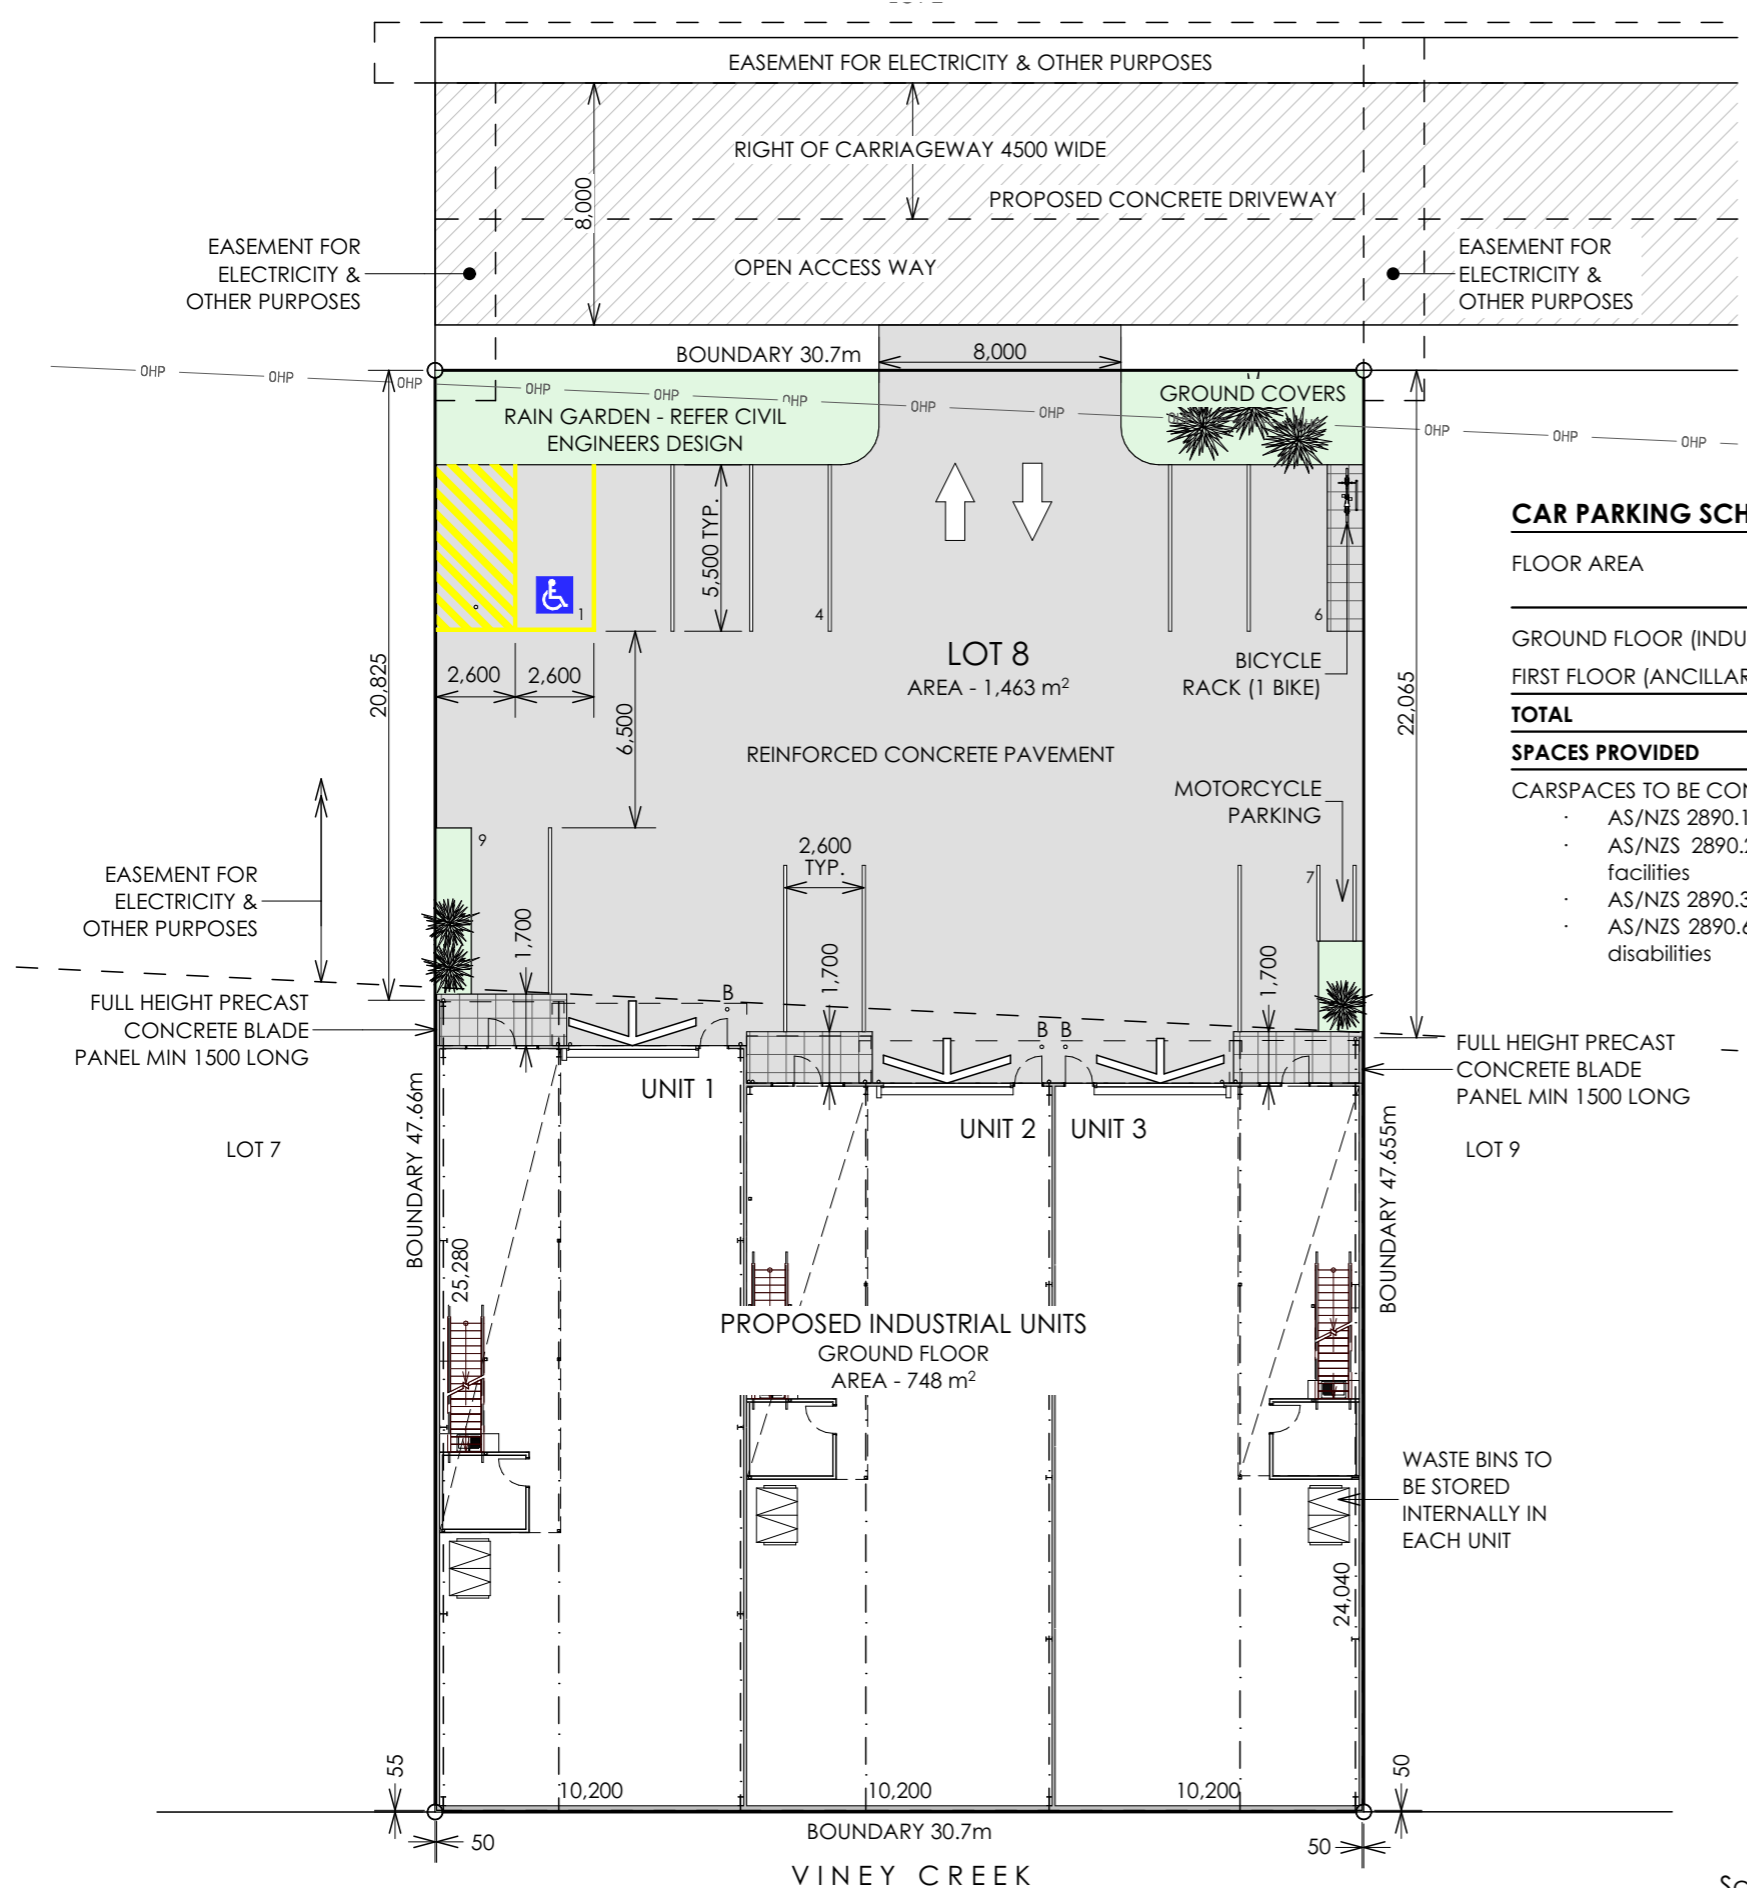 EASEMENT FOR ELECTRICITY & OTHER PURPOSES
RIGHT OF CARRIAGEWAY 4500 WIDE
8,000
PROPOSED CONCRETE DRIVEWAY
EASEMENT FOR
ELECTRICITY &
OTHER PURPOSES
OPEN ACCESS WAY
EASEMENT FOR
ELECTRICITY &
OTHER PURPOSES
BOUNDARY 30.7m
8,000
OHP OHP OHP OHP OHP OHP OHP OHP OHP OHP OHP
RAIN GARDEN - REFER CIVIL
ENGINEERS DESIGN
GROUND COVERS
5,500 TYP.
1
4
6
CAR PARKING SCH
FLOOR AREA
GROUND FLOOR (INDU
FIRST FLOOR (ANCILLAR
TOTAL
SPACES PROVIDED
CARSPACES TO BE CON
· AS/NZS 2890.1
· AS/NZS 2890.2
facilities
· AS/NZS 2890.3
· AS/NZS 2890.6
disabilities
LOT 8
AREA - 1,463 m²
BICYCLE
RACK (1 BIKE)
2,600
2,600
20,825
6,500
22,065
REINFORCED CONCRETE PAVEMENT
MOTORCYCLE
PARKING
9
2,600
TYP.
7
EASEMENT FOR
ELECTRICITY &
OTHER PURPOSES
1,700
1,700
1,700
B
B B
FULL HEIGHT PRECAST
CONCRETE BLADE
PANEL MIN 1500 LONG
FULL HEIGHT PRECAST
CONCRETE BLADE
PANEL MIN 1500 LONG
UNIT 1
UNIT 2
UNIT 3
LOT 7
LOT 9
BOUNDARY 47.66m
BOUNDARY 47.655m
25,280
PROPOSED INDUSTRIAL UNITS
GROUND FLOOR
AREA - 748 m²
WASTE BINS TO
BE STORED
INTERNALLY IN
EACH UNIT
24,040
55
10,200
10,200
10,200
50
50
BOUNDARY 30.7m
50
VINEY CREEK